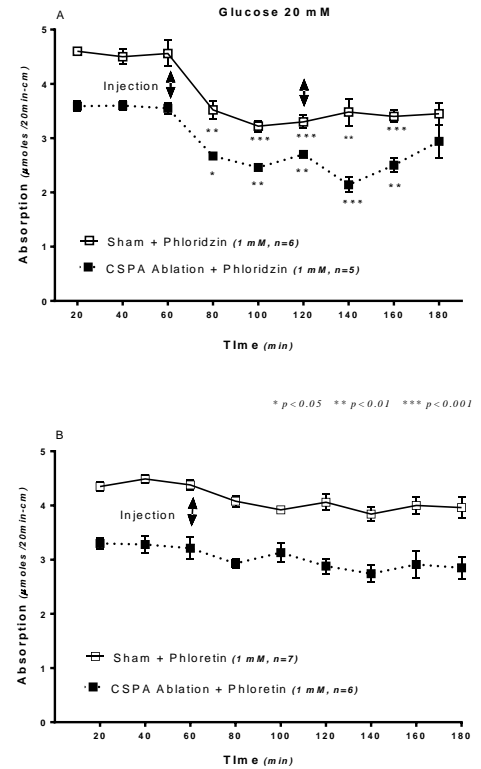 Glucose 20 mM
A
5
4
3
2
1
0
Absorption (µmoles /20min-cm)
Injection
** *** *** ** ***
* ** ** *** **
Sham + Phloridzin (1 mM, n=6)
CSPA Ablation + Phloridzin (1 mM, n=5)
20 40 60 80 100 120 140 160 180
TIme (min)
* p<0.05 ** p<0.01 *** p<0.001
B
5
4
3
2
1
0
Absorption (µmoles /20min-cm)
Injection
Sham + Phloretin (1 mM, n=7)
CSPA Ablation + Phloretin (1 mM, n=6)
20 40 60 80 100 120 140 160 180
TIme (min)